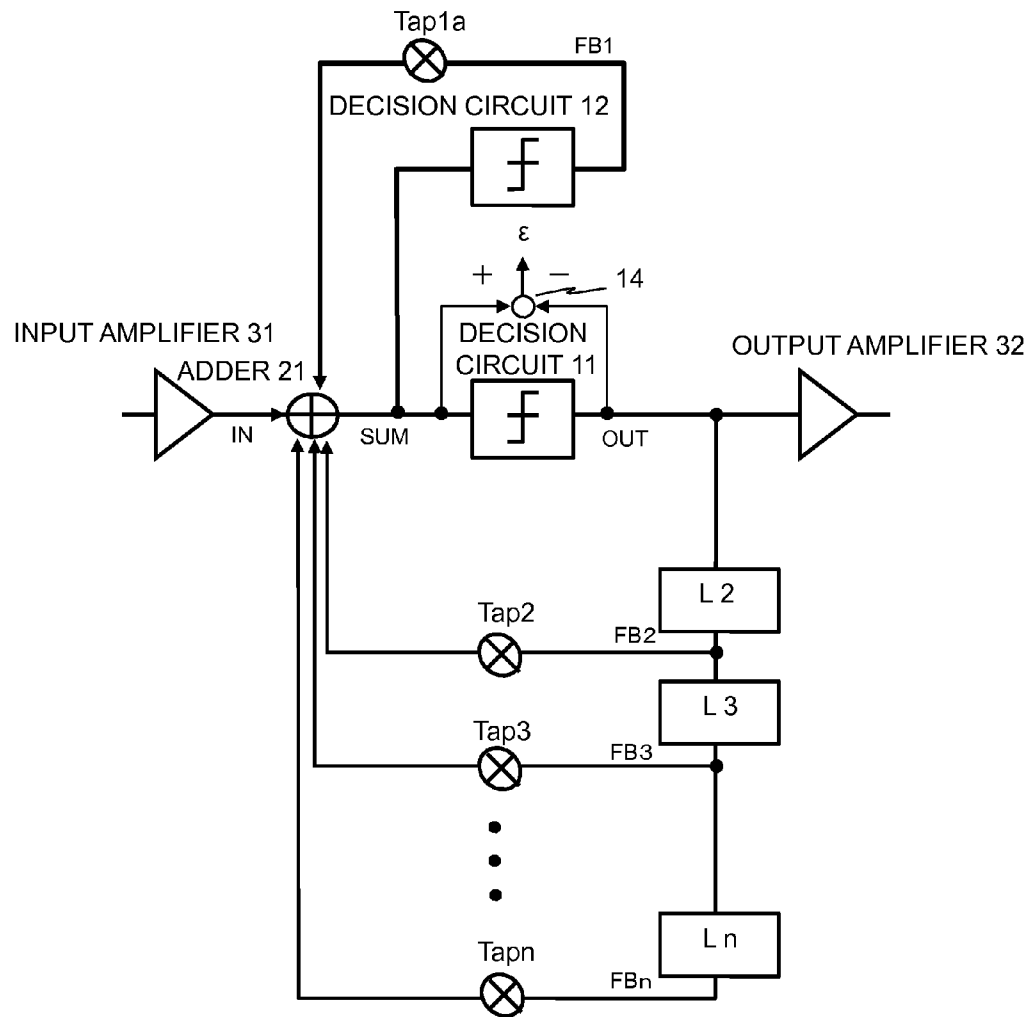 Tap1a
FB1
DECISION CIRCUIT 12
ε
+
−
14
INPUT AMPLIFIER 31
DECISION
CIRCUIT 11
OUTPUT AMPLIFIER 32
ADDER 21
IN
SUM
OUT
L 2
Tap2
FB2
L 3
Tap3
FB3
L n
Tapn
FBn